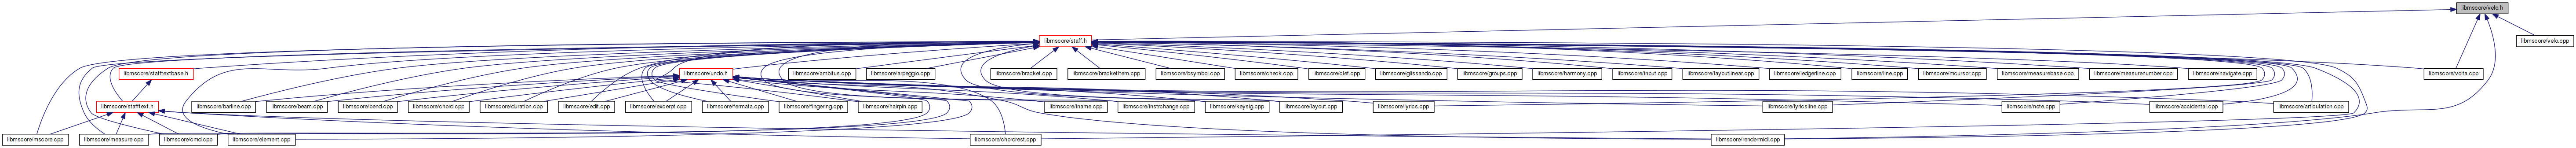 libmscore/velo.h
libmscore/staff.h
libmscore/velo.cpp
libmscore/stafftextbase.h
libmscore/undo.h
libmscore/ambitus.cpp
libmscore/arpeggio.cpp
libmscore/bracket.cpp
libmscore/bracketItem.cpp
libmscore/bsymbol.cpp
libmscore/check.cpp
libmscore/clef.cpp
libmscore/glissando.cpp
libmscore/groups.cpp
libmscore/harmony.cpp
libmscore/input.cpp
libmscore/layoutlinear.cpp
libmscore/ledgerline.cpp
libmscore/line.cpp
libmscore/mcursor.cpp
libmscore/measurebase.cpp
libmscore/measurenumber.cpp
libmscore/navigate.cpp
libmscore/volta.cpp
libmscore/stafftext.h
libmscore/barline.cpp
libmscore/beam.cpp
libmscore/bend.cpp
libmscore/chord.cpp
libmscore/duration.cpp
libmscore/edit.cpp
libmscore/excerpt.cpp
libmscore/fermata.cpp
libmscore/fingering.cpp
libmscore/hairpin.cpp
libmscore/iname.cpp
libmscore/instrchange.cpp
libmscore/keysig.cpp
libmscore/layout.cpp
libmscore/lyrics.cpp
libmscore/lyricsline.cpp
libmscore/note.cpp
libmscore/accidental.cpp
libmscore/articulation.cpp
libmscore/mscore.cpp
libmscore/measure.cpp
libmscore/cmd.cpp
libmscore/element.cpp
libmscore/chordrest.cpp
libmscore/rendermidi.cpp